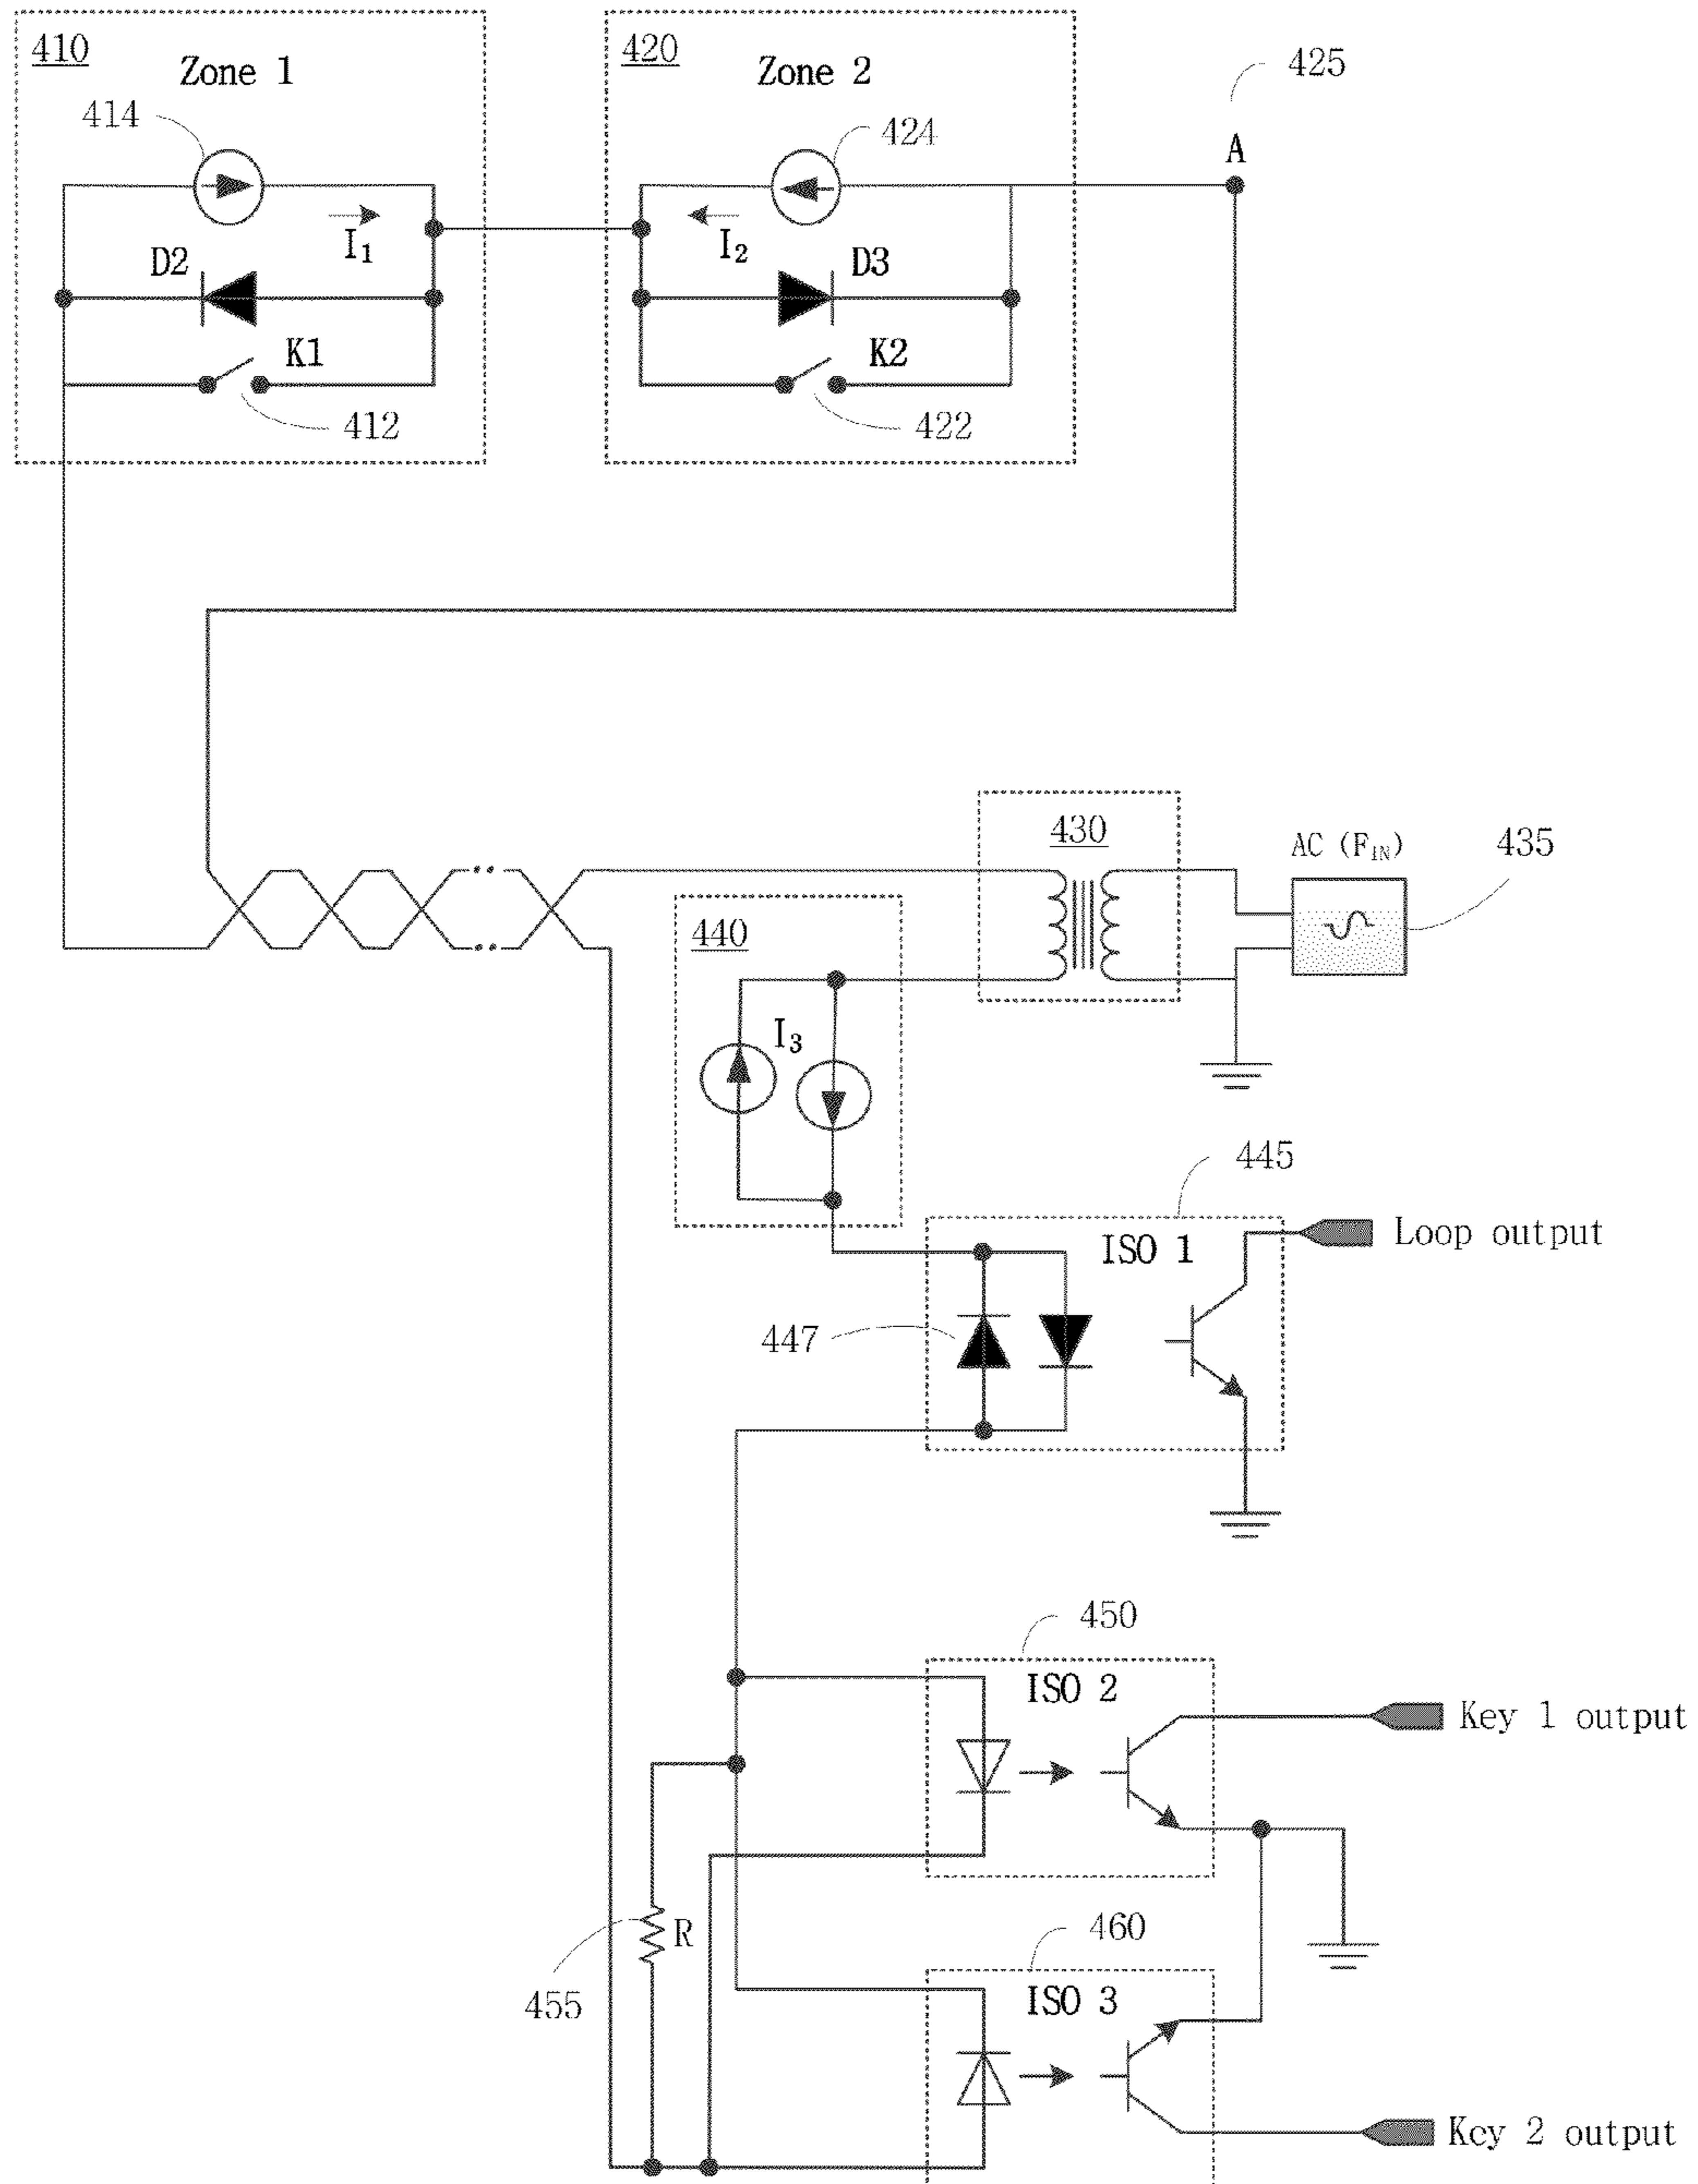 410
Zone 1
414
I₁
D2
K1
412
420
Zone 2
424
I₂
D3
K2
422
425
A
430
AC (F_IN)
435
440
I₃
445
ISO 1
Loop output
447
450
ISO 2
Key 1 output
455
R
460
ISO 3
Key 2 output